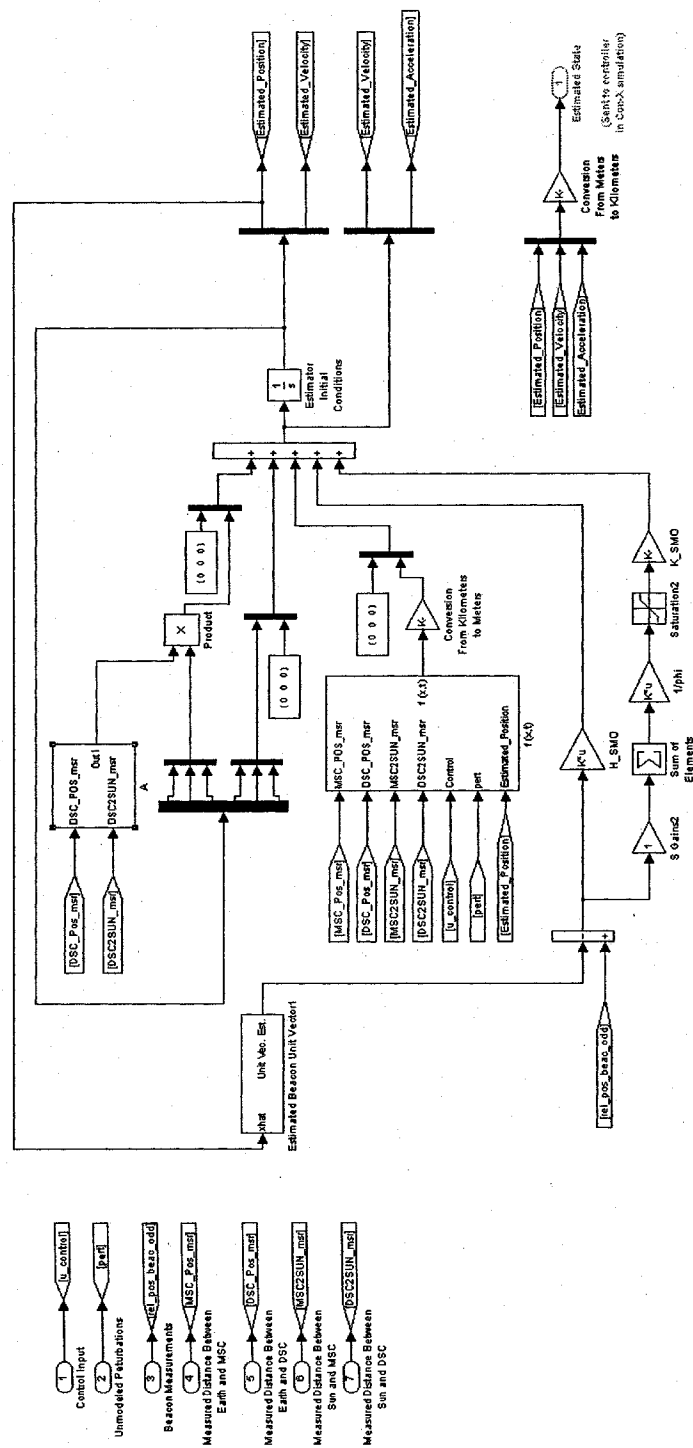 1
Control Input
[u_control]
2
Unmodeled Peturbations
[pert]
3
Beacon Measurements
[rel_pos_beac_odd]
4
Measured Distance Between
Earth and MSC
[MSC_Pos_msr]
5
Measured Distance Between
Earth and DSC
[DSC_Pos_msr]
6
Measured Distance Between
Sun and MSC
[MSC2SUN_msr]
7
Measured Distance Between
Sun and DSC
[DSC2SUN_msr]
xhat
Unit Vec. Est.
Estimated Beacon Unit Vector1
[rel_pos_beac_odd]
[DSC_Pos_msr]
[DSC2SUN_msr]
DSC_POS_msr
DSC2SUN_msr
Out1
A
×
Product
[0 0 0]
[0 0 0]
[0 0 0]
[MSC_Pos_msr]
[DSC_Pos_msr]
[MSC2SUN_msr]
[DSC2SUN_msr]
[u_control]
[pert]
[Estimated_Position]
MSC_POS_msr
DSC_POS_msr
MSC2SUN_msr
DSC2SUN_msr
Control
pert
Estimated_Position
f(x,t)
f(x,t)
K-
Conversion
From Kilometers
to Meters
K*u
H_SMO
1
S Gains2
Σ
Sum of
Elements
K*u
1/phi
Saturation2
K-
K_SMO
+
+
+
+
+
-
+
1
s
Estimator
Initial
Conditions
[Estimated_Position]
[Estimated_Velocity]
[Estimated_Velocity]
[Estimated_Acceleration]
[Estimated_Position]
[Estimated_Velocity]
[Estimated_Acceleration]
K-
Conversion
From Meters
to Kilometers
1
Estimated State
(Sent to controller
in Con-X simulation)